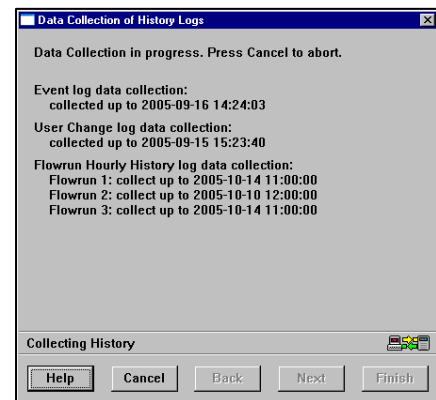 Data Collection of History Logs
Data Collection in progress. Press Cancel to abort.
Event log data collection:
collected up to 2005-09-16 14:24:03
User Change log data collection:
collected up to 2005-09-15 15:23:40
Flowrun Hourly History log data collection:
Flowrun 1: collect up to 2005-10-14 11:00:00
Flowrun 2: collect up to 2005-10-10 12:00:00
Flowrun 3: collect up to 2005-10-14 11:00:00
Collecting History
Help Cancel Back Next Finish